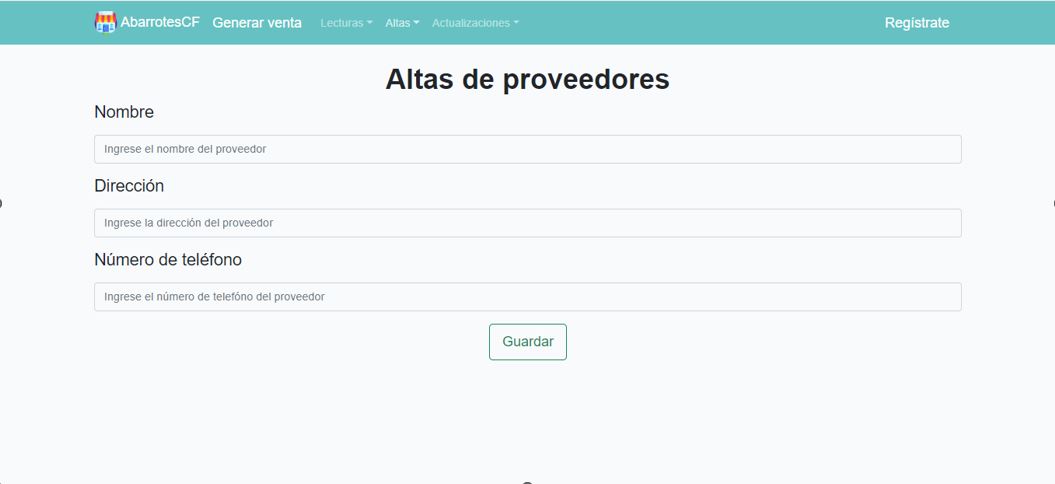 AbarrotesCF Generar venta Lecturas Altas Actualizaciones Regístrate
Altas de proveedores
Nombre
Ingrese el nombre del proveedor
Dirección
Ingrese la dirección del proveedor
Número de teléfono
Ingrese el número de telefóno del proveedor
Guardar